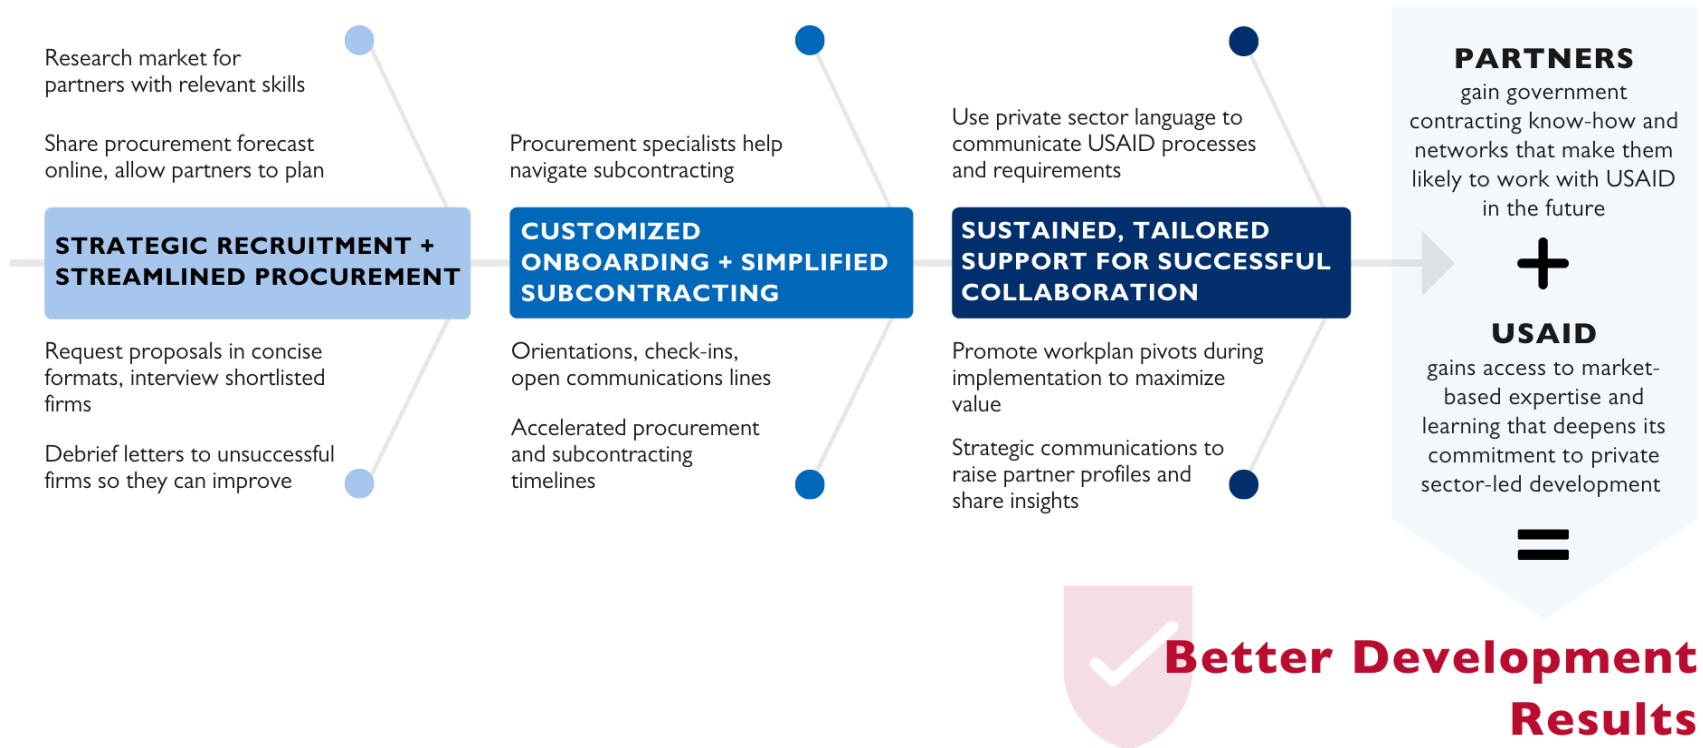 Research market for
partners with relevant skills
Share procurement forecast
online, allow partners to plan
STRATEGIC RECRUITMENT +
STREAMLINED PROCUREMENT
Request proposals in concise
formats, interview shortlisted
firms
Debrief letters to unsuccessful
firms so they can improve
Procurement specialists help
navigate subcontracting
CUSTOMIZED
ONBOARDING + SIMPLIFIED
SUBCONTRACTING
Orientations, check-ins,
open communications lines
Accelerated procurement
and subcontracting
timelines
Use private sector language to
communicate USAID processes
and requirements
SUSTAINED, TAILORED
SUPPORT FOR SUCCESSFUL
COLLABORATION
Promote workplan pivots during
implementation to maximize
value
Strategic communications to
raise partner profiles and
share insights
PARTNERS
gain government
contracting know-how and
networks that make them
likely to work with USAID
in the future
+
USAID
gains access to market-
based expertise and
learning that deepens its
commitment to private
sector-led development
=
Better Development
Results